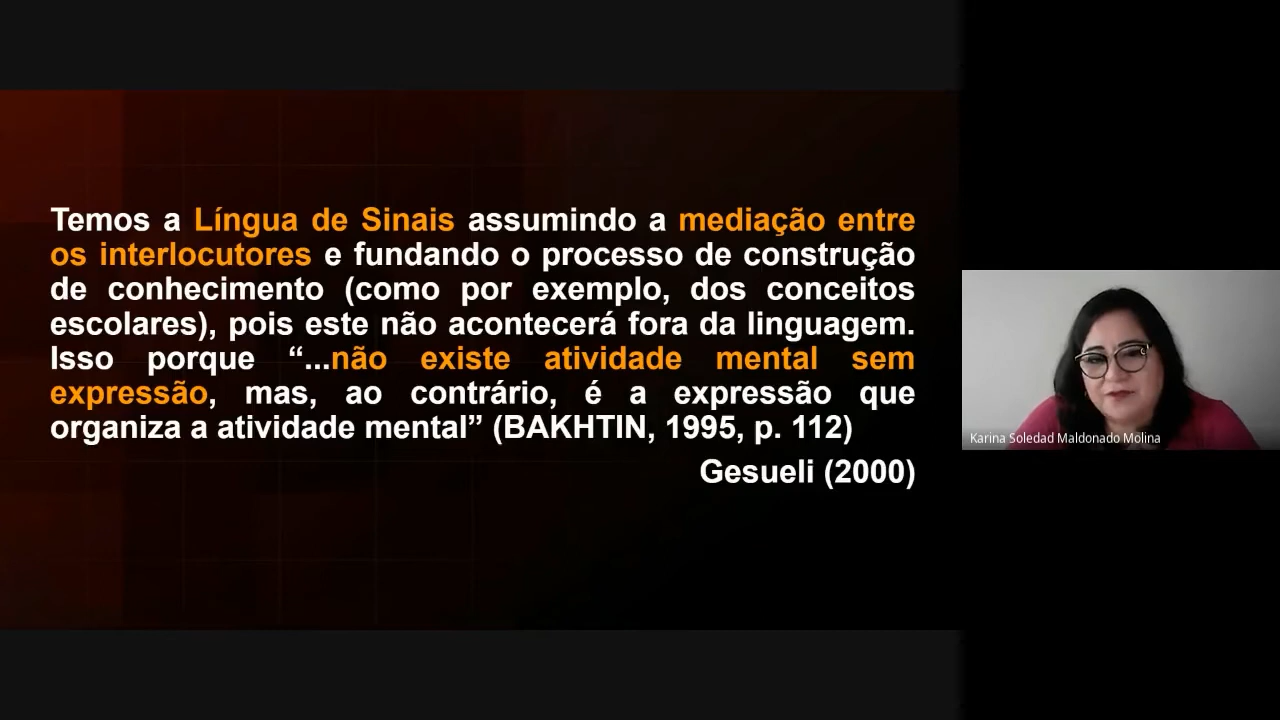 Temos a Língua de Sinais assumindo a mediação entre
os interlocutores e fundando o processo de construção
de conhecimento (como por exemplo, dos conceitos
escolares), pois este não acontecerá fora da linguagem.
Isso porque “...não existe atividade mental sem
expressão, mas, ao contrário, é a expressão que
organiza a atividade mental” (BAKHTIN, 1995, p. 112)
Gesueli (2000)
Karina Soledad Maldonado Molina